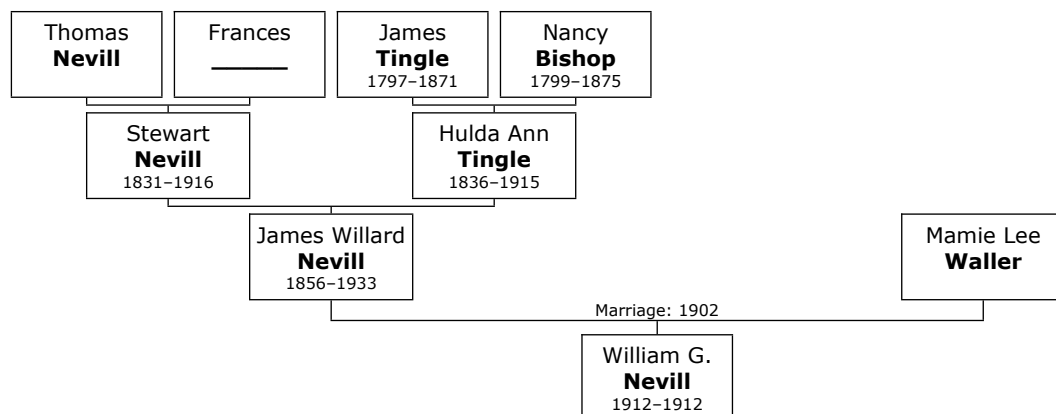 Thomas
Nevill
Frances
______
James
Tingle
1797–1871
Nancy
Bishop
1799–1875
Stewart
Nevill
1831–1916
Hulda Ann
Tingle
1836–1915
James Willard
Nevill
1856–1933
Mamie Lee
Waller
Marriage: 1902
William G.
Nevill
1912–1912